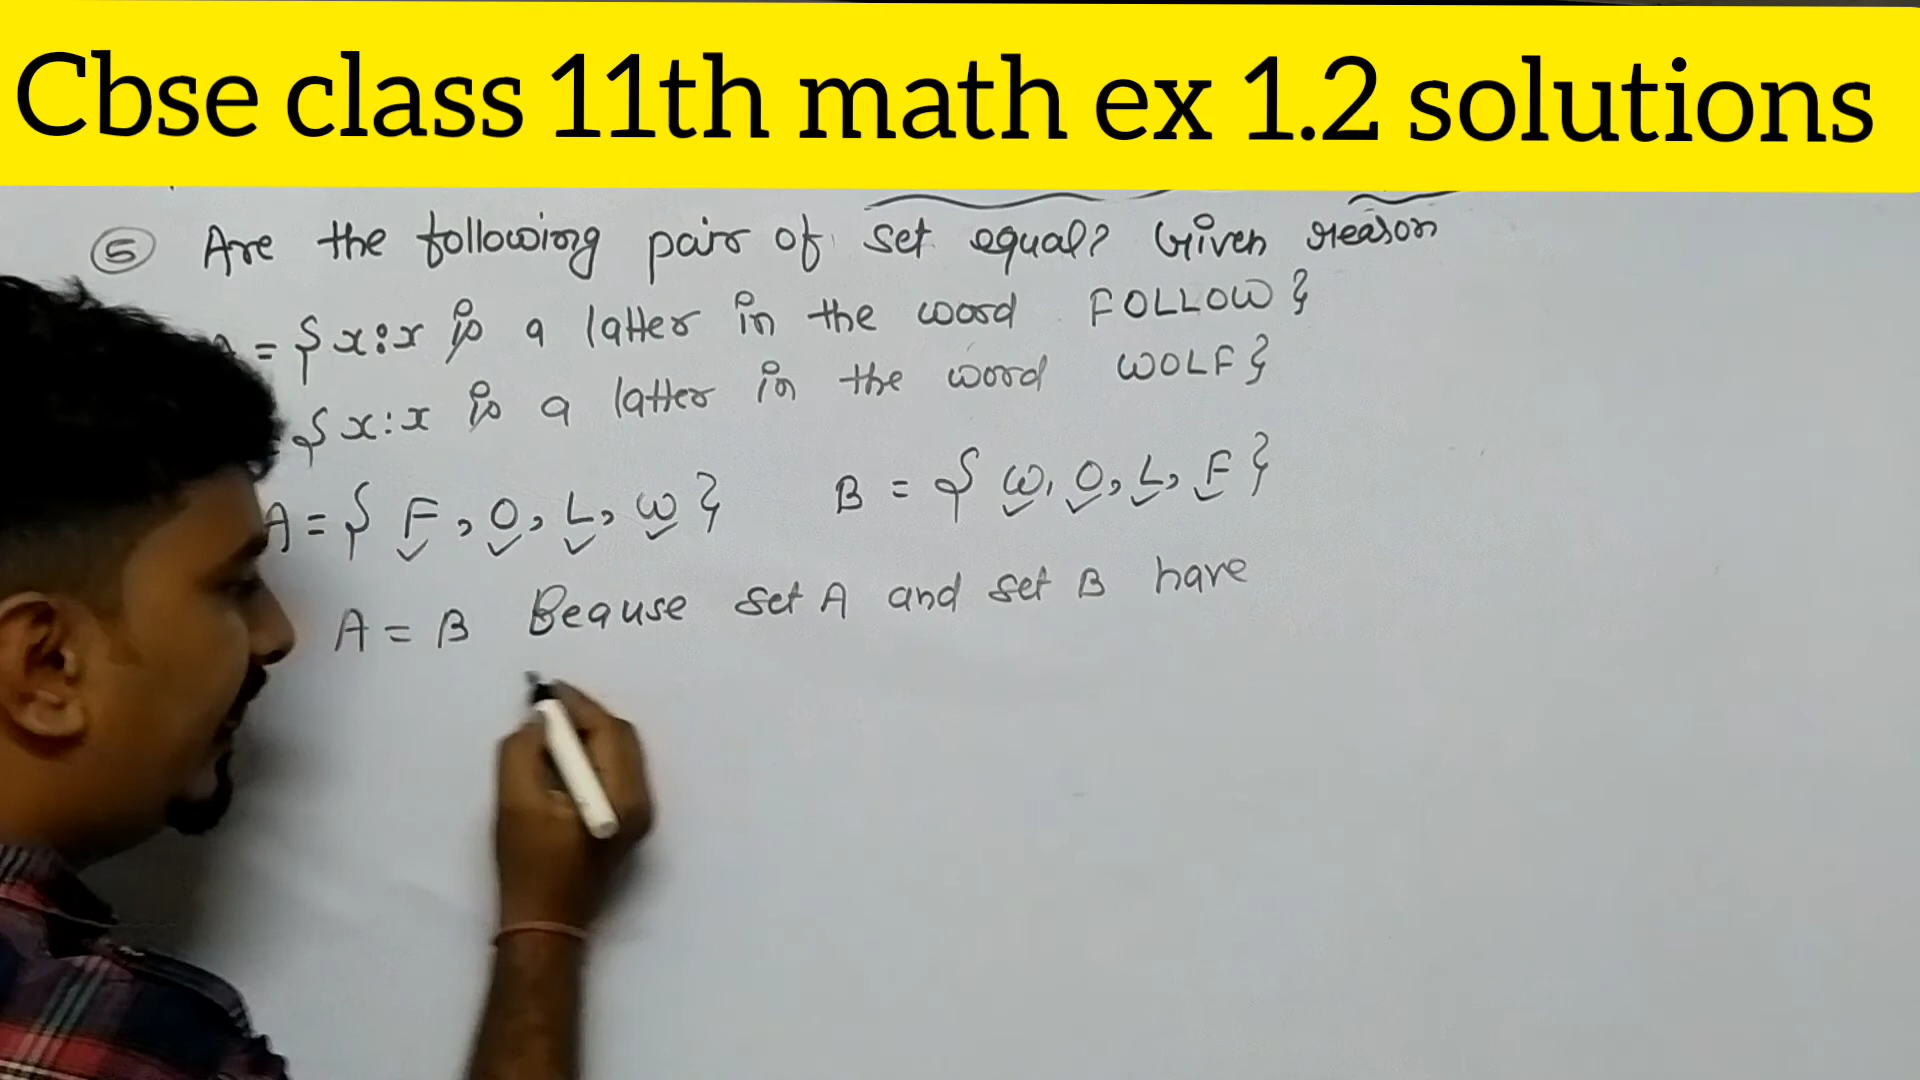 Cbse class 11th math ex 1.2 solutions
⑤ Are the following pair of set equal? Given reason
A = {x:x is a latter in the word FOLLOW}
= {x:x is a latter in the word WOLF}
A = { F, O, L, W } B = { W, O, L, F }
A = B Beause set A and set B have